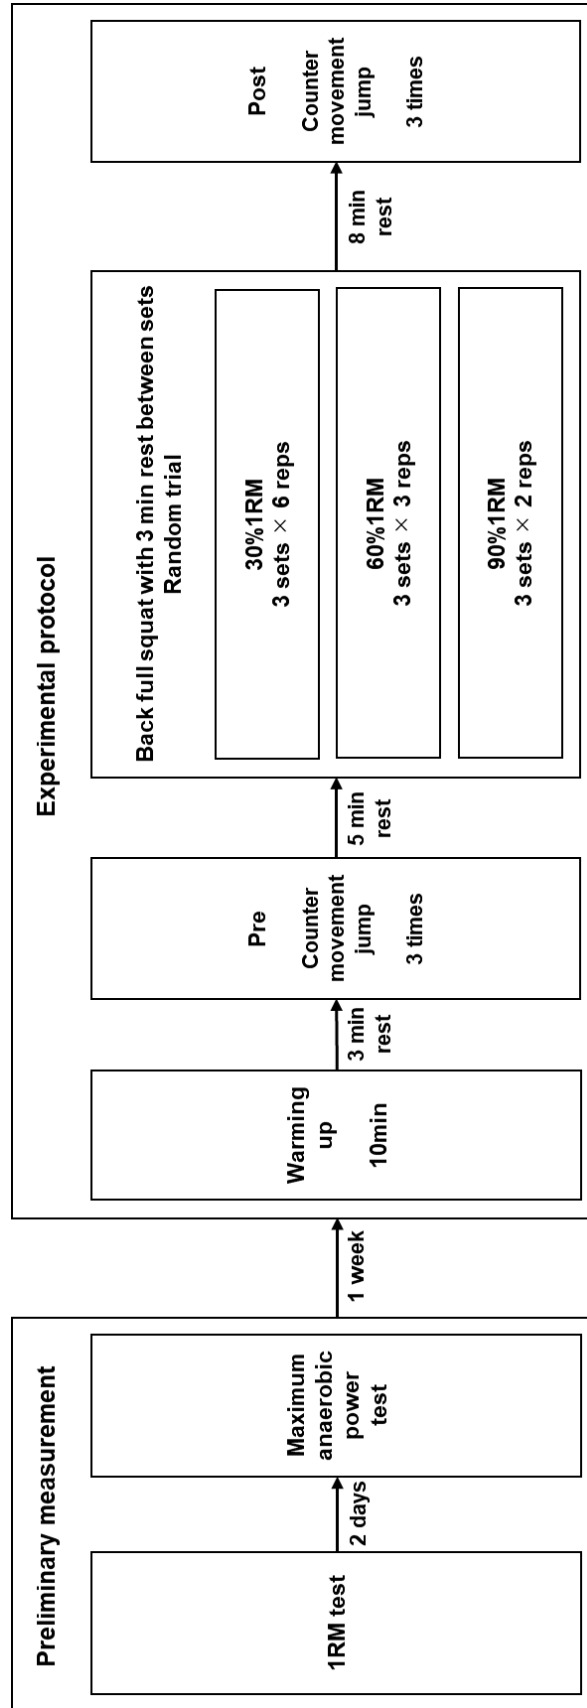 Preliminary measurement
1RM test
2 days
Maximum
anaerobic
power
test
1 week
Experimental protocol
Warming
up
10min
3 min
rest
Pre
Counter
movement
jump
3 times
5 min
rest
Back full squat with 3 min rest between sets
Random trial
30%1RM
3 sets × 6 reps
60%1RM
3 sets × 3 reps
90%1RM
3 sets × 2 reps
8 min
rest
Post
Counter
movement
jump
3 times